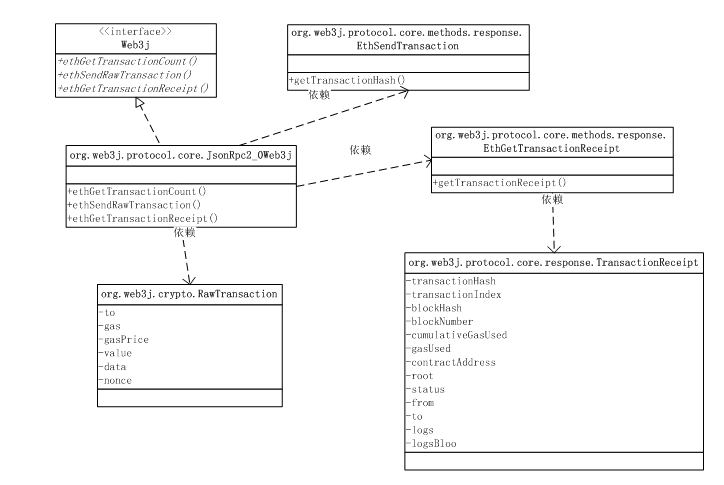 <<interface>>
Web3j
+ethGetTransactionCount()
+ethSendRawTransaction()
+ethGetTransactionReceipt()
org.web3j.protocol.core.methods.response.
EthSendTransaction
+getTransactionHash()
依赖
org.web3j.protocol.core.JsonRpc2_0Web3j
+ethGetTransactionCount()
+ethSendRawTransaction()
+ethGetTransactionReceipt()
依赖
依赖
org.web3j.protocol.core.methods.response.
EthGetTransactionReceipt
+getTransactionReceipt()
依赖
org.web3j.crypto.RawTransaction
-to
-gas
-gasPrice
-value
-data
-nonce
org.web3j.protocol.core.response.TransactionReceipt
-transactionHash
-transactionIndex
-blockHash
-blockNumber
-cumulativeGasUsed
-gasUsed
-contractAddress
-root
-status
-from
-to
-logs
-logsBloo